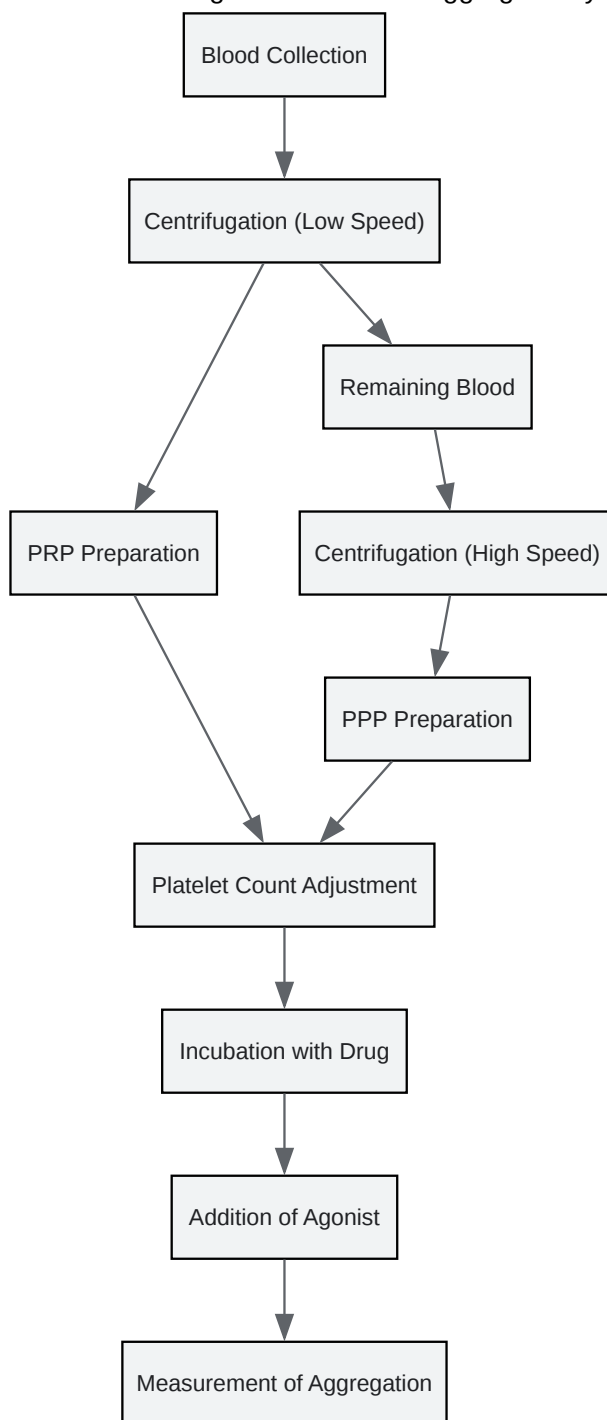 Blood Collection
Centrifugation (Low Speed)
Remaining Blood
PRP Preparation
Centrifugation (High Speed)
PPP Preparation
Platelet Count Adjustment
Incubation with Drug
Addition of Agonist
Measurement of Aggregation